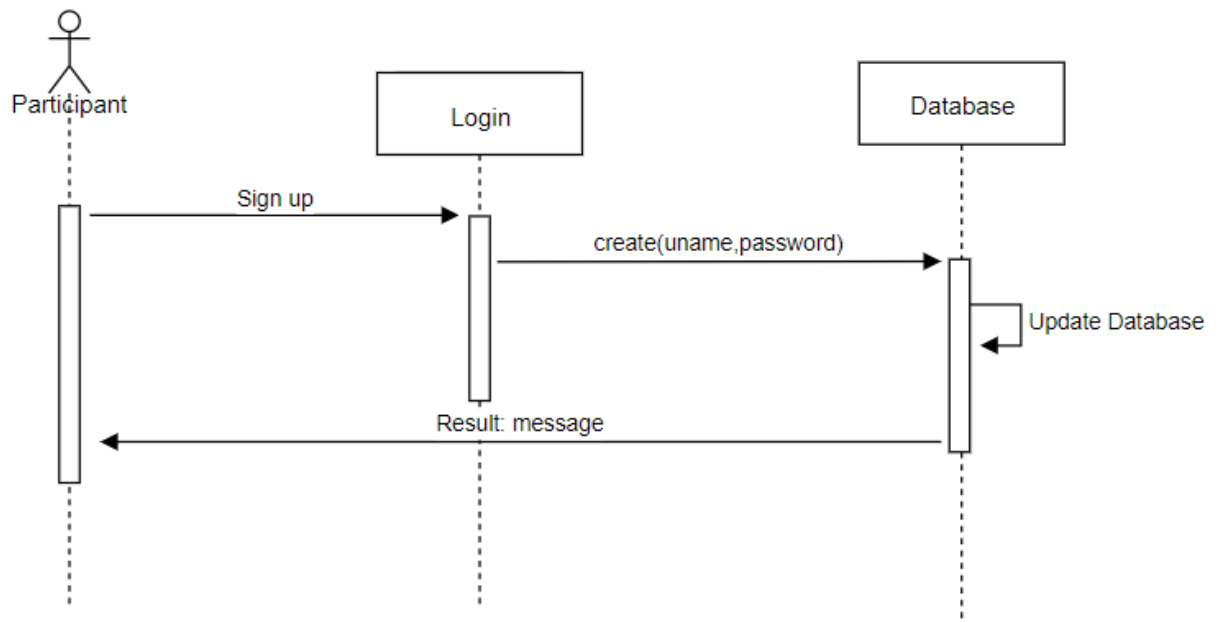 Participant
Login
Database
Sign up
create(uname,password)
Update Database
Result: message